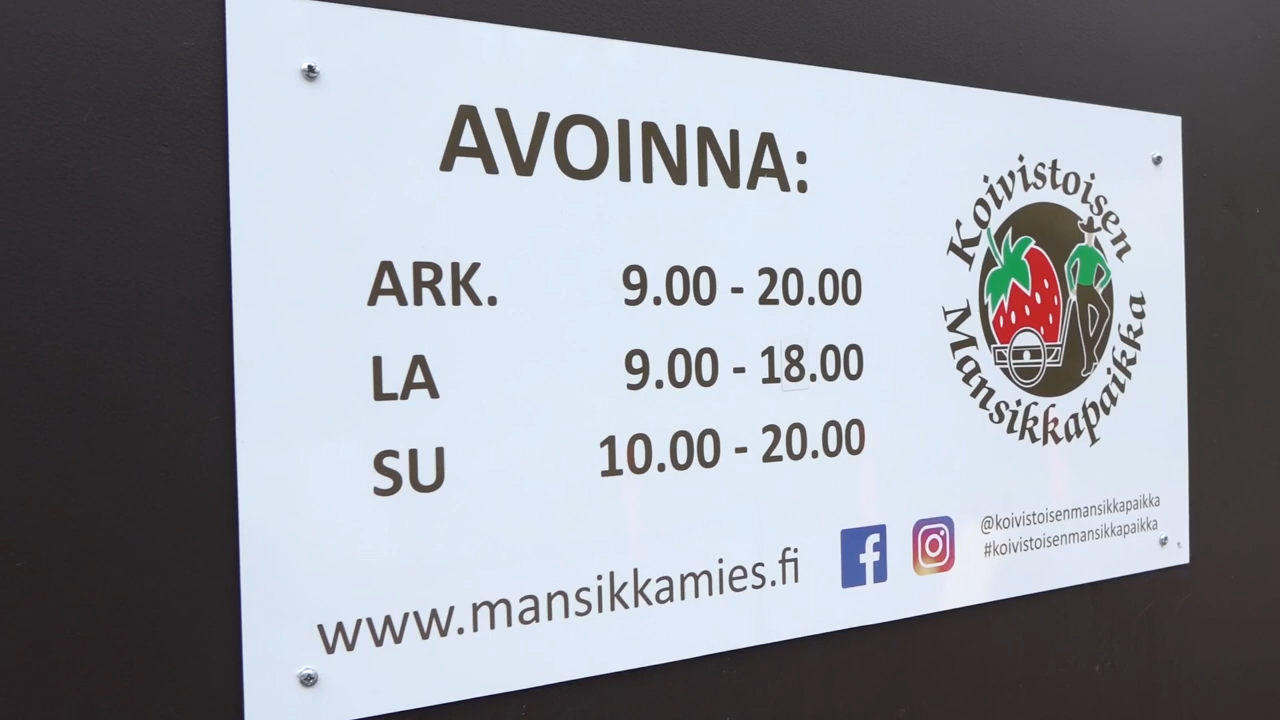 AVOINNA:
ARK. 9.00 - 20.00
LA 9.00 - 18.00
SU 10.00 - 20.00
Koivistoisen
Mansikkapaikka
www.mansikkamies.fi
@koivistoisenmansikkapaikka
#koivistoisenmansikkapaikka